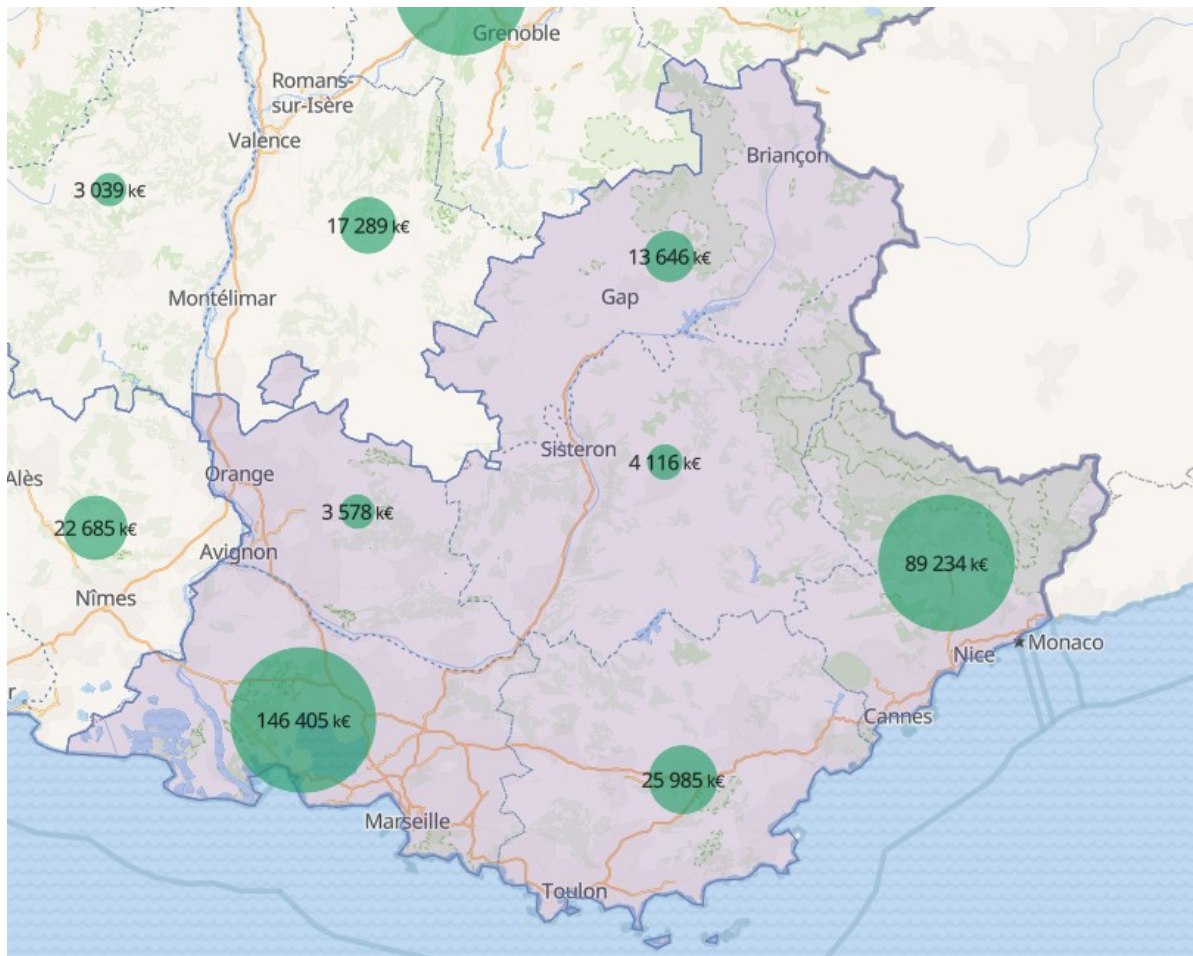 Grenoble
Romans-
sur-Isère
Valence
Briançon
3 039 k€
17 289 k€
13 646 k€
Montélimar
Gap
Sisteron
4 116 k€
Alès
Orange
3 578 k€
22 685 k€
Avignon
89 234 k€
Nîmes
Monaco
Nice
r
146 405 k€
Cannes
25 985 k€
Marseille
Toulon